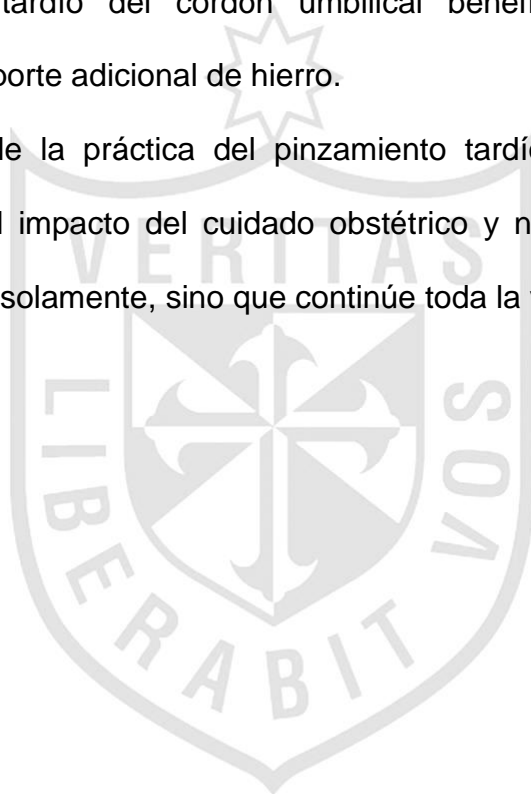 tardío del cordón umbilical
porte adicional de hierro.
la práctica del pinzamiento
impacto del cuidado obstétrico y
solamente, sino que continúe toda la
VERITAS
LIBERABIT VOS